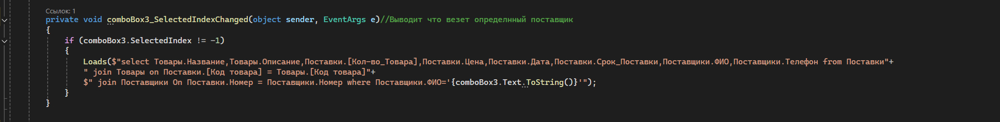 Ссылок: 1
private void comboBox3_SelectedIndexChanged(object sender, EventArgs e)//Выводит что везет определнный поставщик
{
if (comboBox3.SelectedIndex != -1)
{
Loads($"select Товары.Название,Товары.Описание,Поставки.[Кол-во_Товара],Поставки.Цена,Поставки.Дата,Поставки.Срок_Поставки,Поставщики.ФИО,Поставщики.Телефон from Поставки"+
" join Товары on Поставки.[Код товара] = Товары.[Код товара]"+
$" join Поставщики On Поставки.Номер = Поставщики.Номер where Поставщики.ФИО='{comboBox3.Text.ToString()}'");
}
}